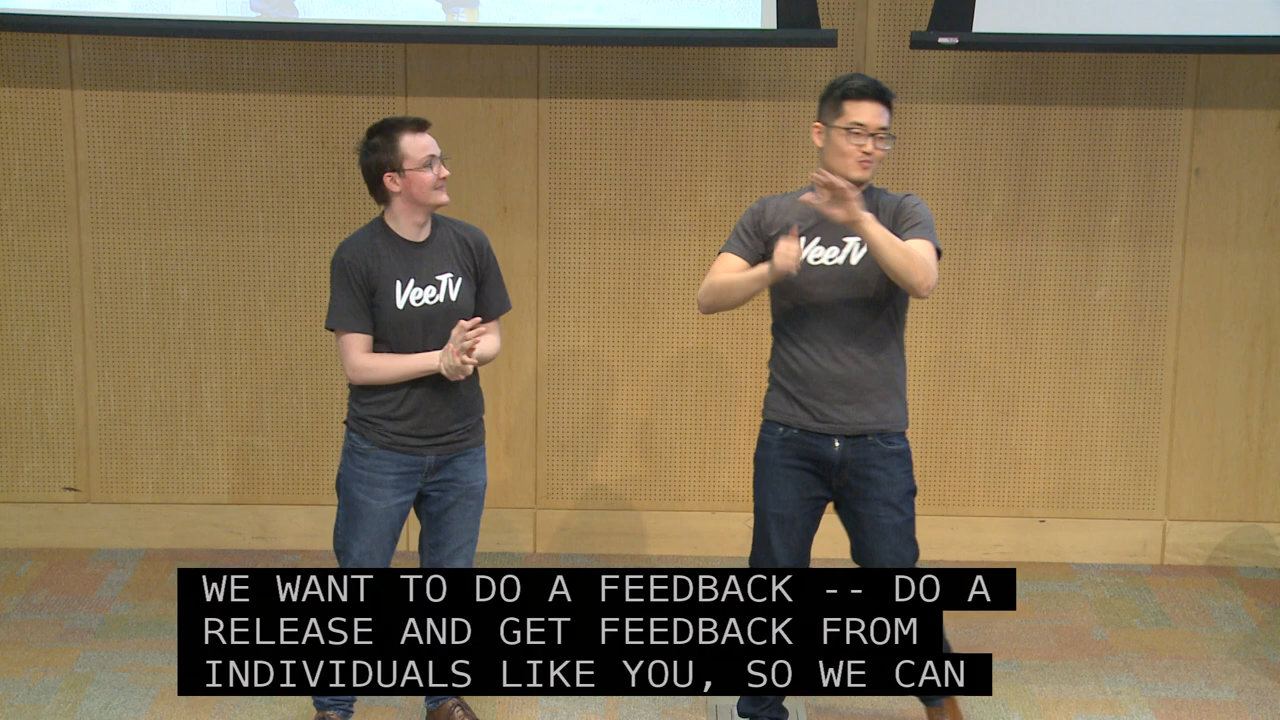 VeeTV
VeeTV
WE WANT TO DO A FEEDBACK -- DO A
RELEASE AND GET FEEDBACK FROM
INDIVIDUALS LIKE YOU, SO WE CAN